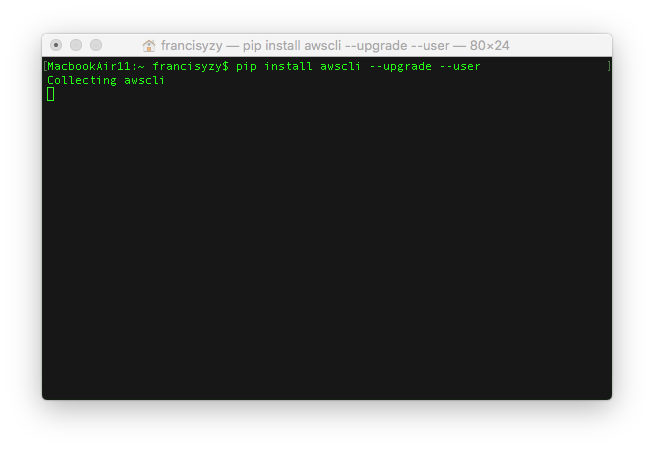 francisyzy — pip install awscli --upgrade --user — 80×24
[MacbookAir11:~ francisyzy$ pip install awscli --upgrade --user ]
Collecting awscli